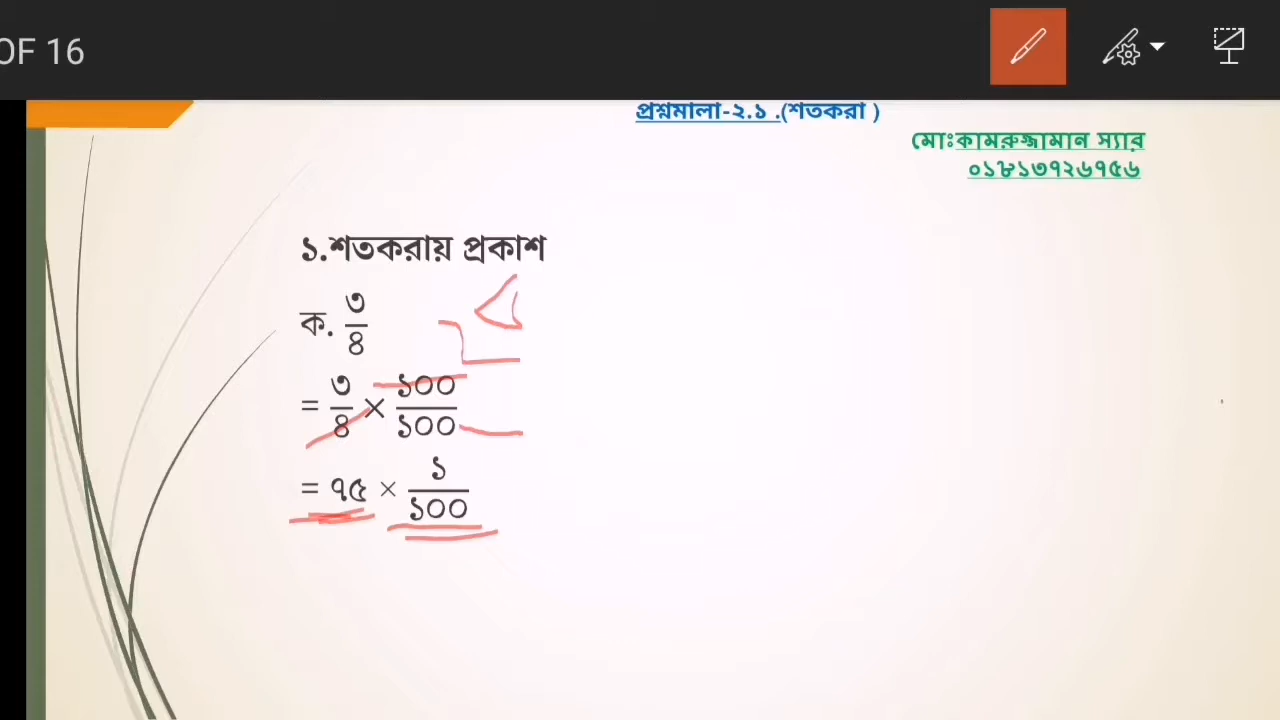 OF 16
প্রশ্নমালা-২.১ .(শতকরা )
মোঃকামরুজ্জামান স্যার
০১৮১৩৭২৬৭৫৬
১.শতকরায় প্রকাশ
ক. ৩/৪
= ৩/৪ × ১০০/১০০
= ৭৫ × ১/১০০